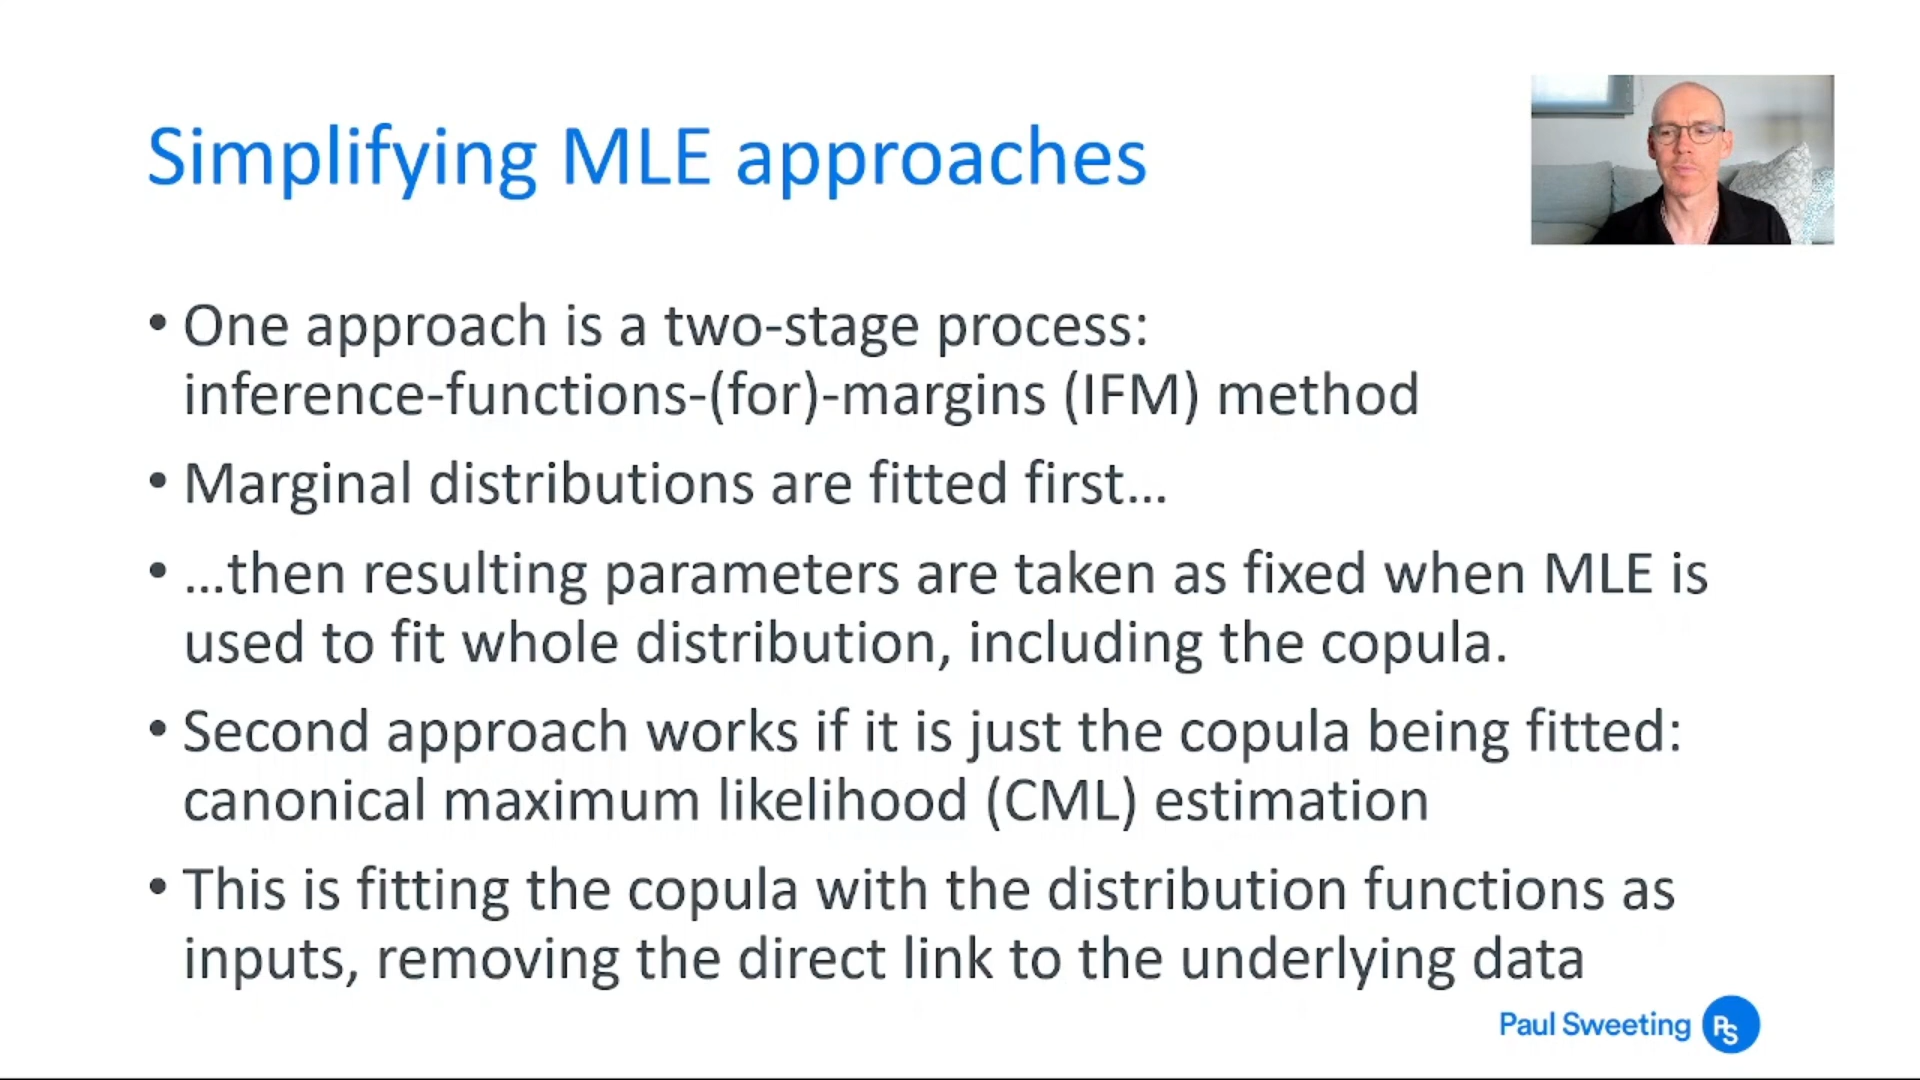 Simplifying MLE approaches
• One approach is a two-stage process:
inference-functions-(for)-margins (IFM) method
• Marginal distributions are fitted first…
• …then resulting parameters are taken as fixed when MLE is
used to fit whole distribution, including the copula.
• Second approach works if it is just the copula being fitted:
canonical maximum likelihood (CML) estimation
• This is fitting the copula with the distribution functions as
inputs, removing the direct link to the underlying data
Paul Sweeting PS